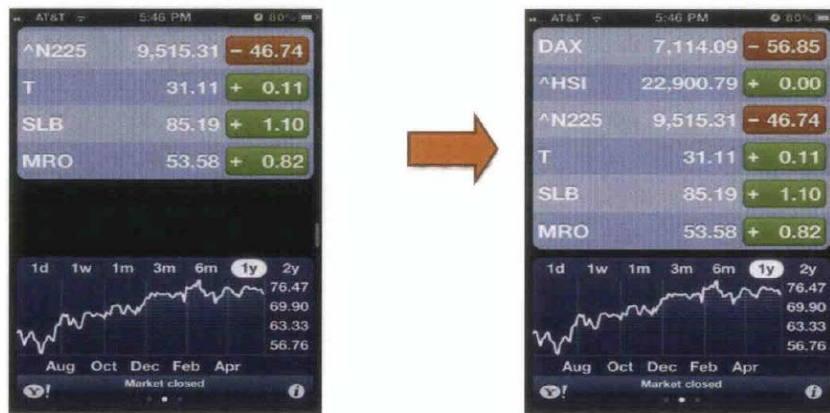 AT&T 5:46 PM 80%
^N225 9,515.31 - 46.74
T 31.11 + 0.11
SLB 85.19 + 1.10
MRO 53.58 + 0.82
1d 1w 1m 3m 6m 1y 2y
76.47
69.90
63.33
56.76
Aug Oct Dec Feb Apr
Market closed
Y! i
AT&T 5:46 PM 80%
DAX 7,114.09 - 56.85
^HSI 22,900.79 + 0.00
^N225 9,515.31 - 46.74
T 31.11 + 0.11
SLB 85.19 + 1.10
MRO 53.58 + 0.82
1d 1w 1m 3m 6m 1y 2y
76.47
69.90
63.33
56.76
Aug Oct Dec Feb Apr
Market closed
Y! i